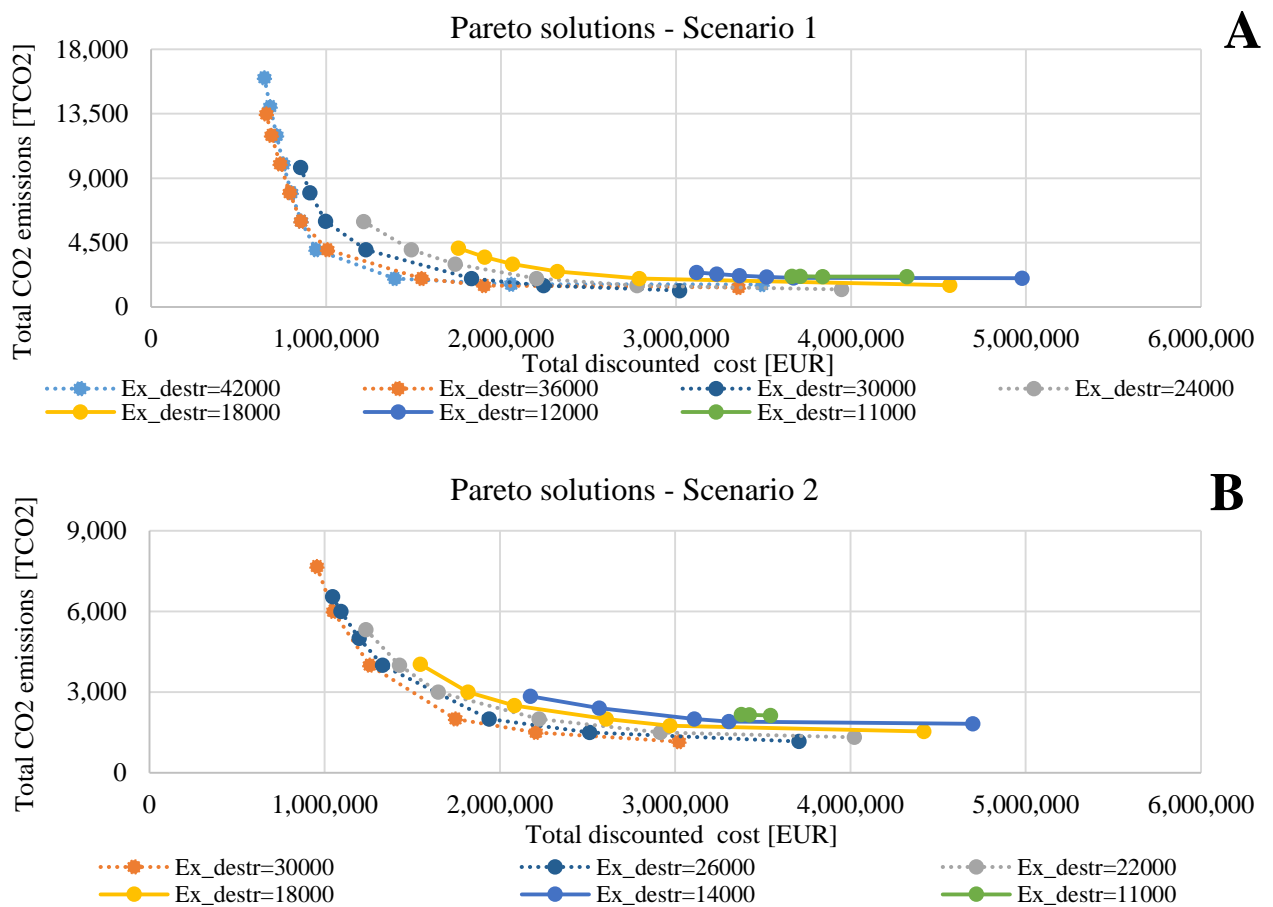 Pareto solutions - Scenario 1
A
Total CO2 emissions [TCO2]
18,000
13,500
9,000
4,500
0
0
1,000,000
2,000,000
3,000,000
4,000,000
5,000,000
6,000,000
Total discounted cost [EUR]
Ex_destr=42000
Ex_destr=36000
Ex_destr=30000
Ex_destr=24000
Ex_destr=18000
Ex_destr=12000
Ex_destr=11000
Pareto solutions - Scenario 2
B
Total CO2 emissions [TCO2]
9,000
6,000
3,000
0
0
1,000,000
2,000,000
3,000,000
4,000,000
5,000,000
6,000,000
Total discounted cost [EUR]
Ex_destr=30000
Ex_destr=26000
Ex_destr=22000
Ex_destr=18000
Ex_destr=14000
Ex_destr=11000